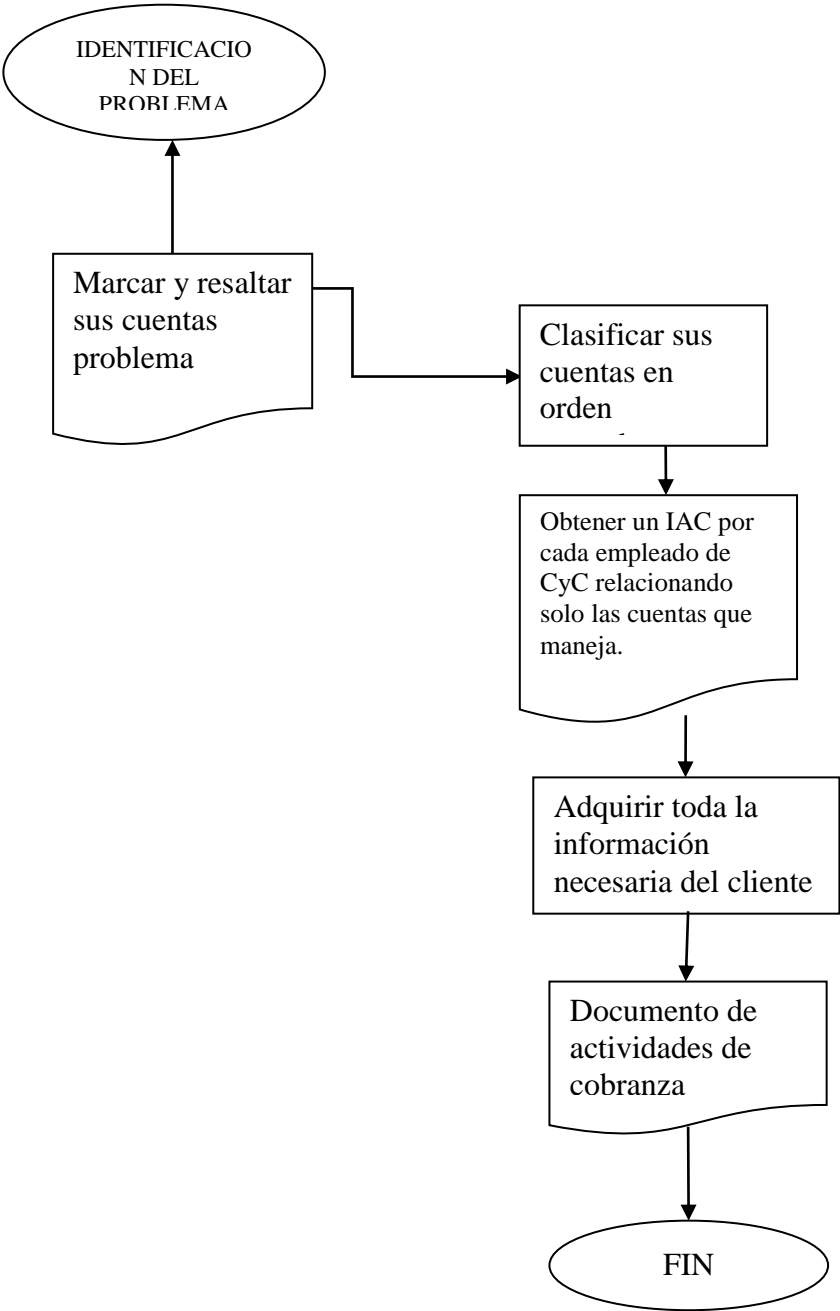 IDENTIFICACIO
N DEL
PROBLEMA
Marcar y resaltar
sus cuentas
problema
Clasificar sus
cuentas en
orden
Obtener un IAC por
cada empleado de
CyC relacionando
solo las cuentas que
maneja.
Adquirir toda la
información
necesaria del cliente
Documento de
actividades de
cobranza
FIN